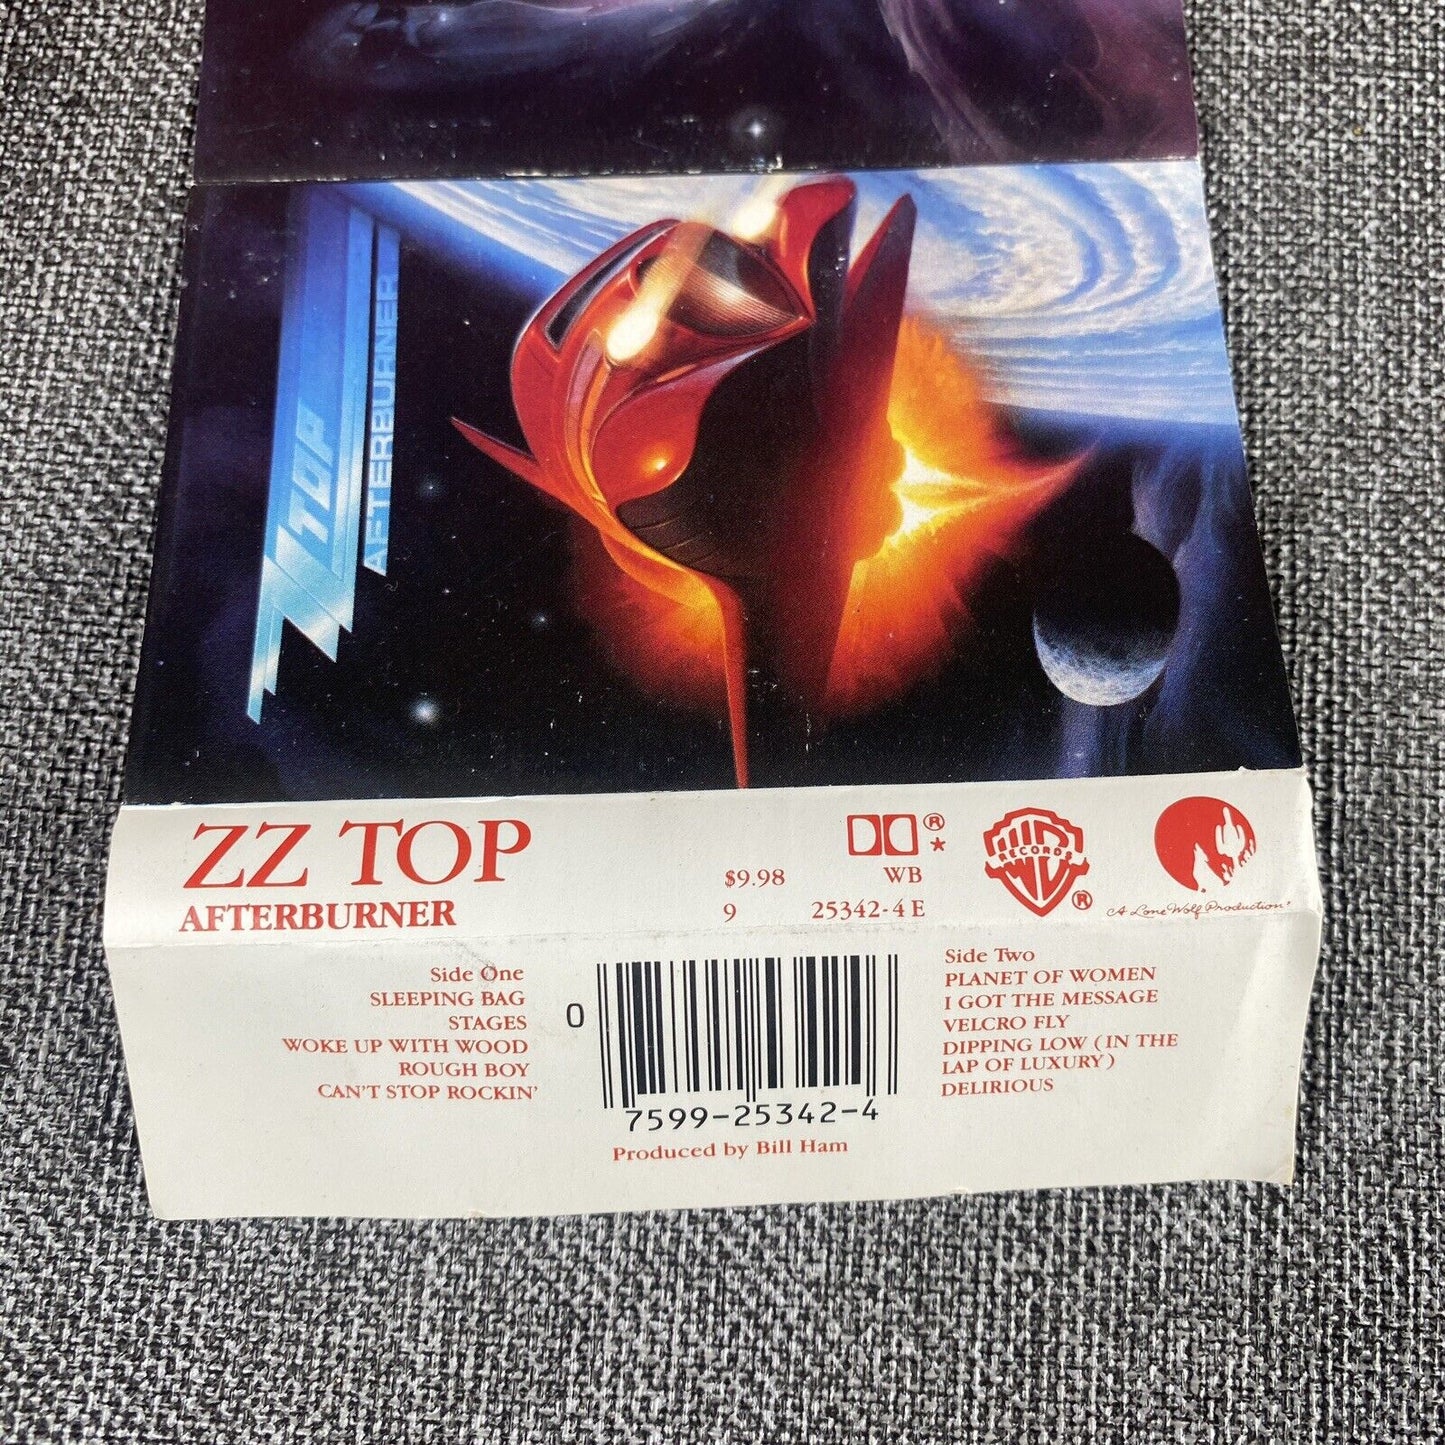 ZZ TOP
AFTERBURNER
ZZ TOP
AFTERBURNER
$9.98
9
®
WB
25342-4 E
RECORDS
®
A Lone Wolf Production
Side One
SLEEPING BAG
STAGES
WOKE UP WITH WOOD
ROUGH BOY
CAN'T STOP ROCKIN'
0
7599-25342-4
Produced by Bill Ham
Side Two
PLANET OF WOMEN
I GOT THE MESSAGE
VELCRO FLY
DIPPING LOW (IN THE
LAP OF LUXURY)
DELIRIOUS